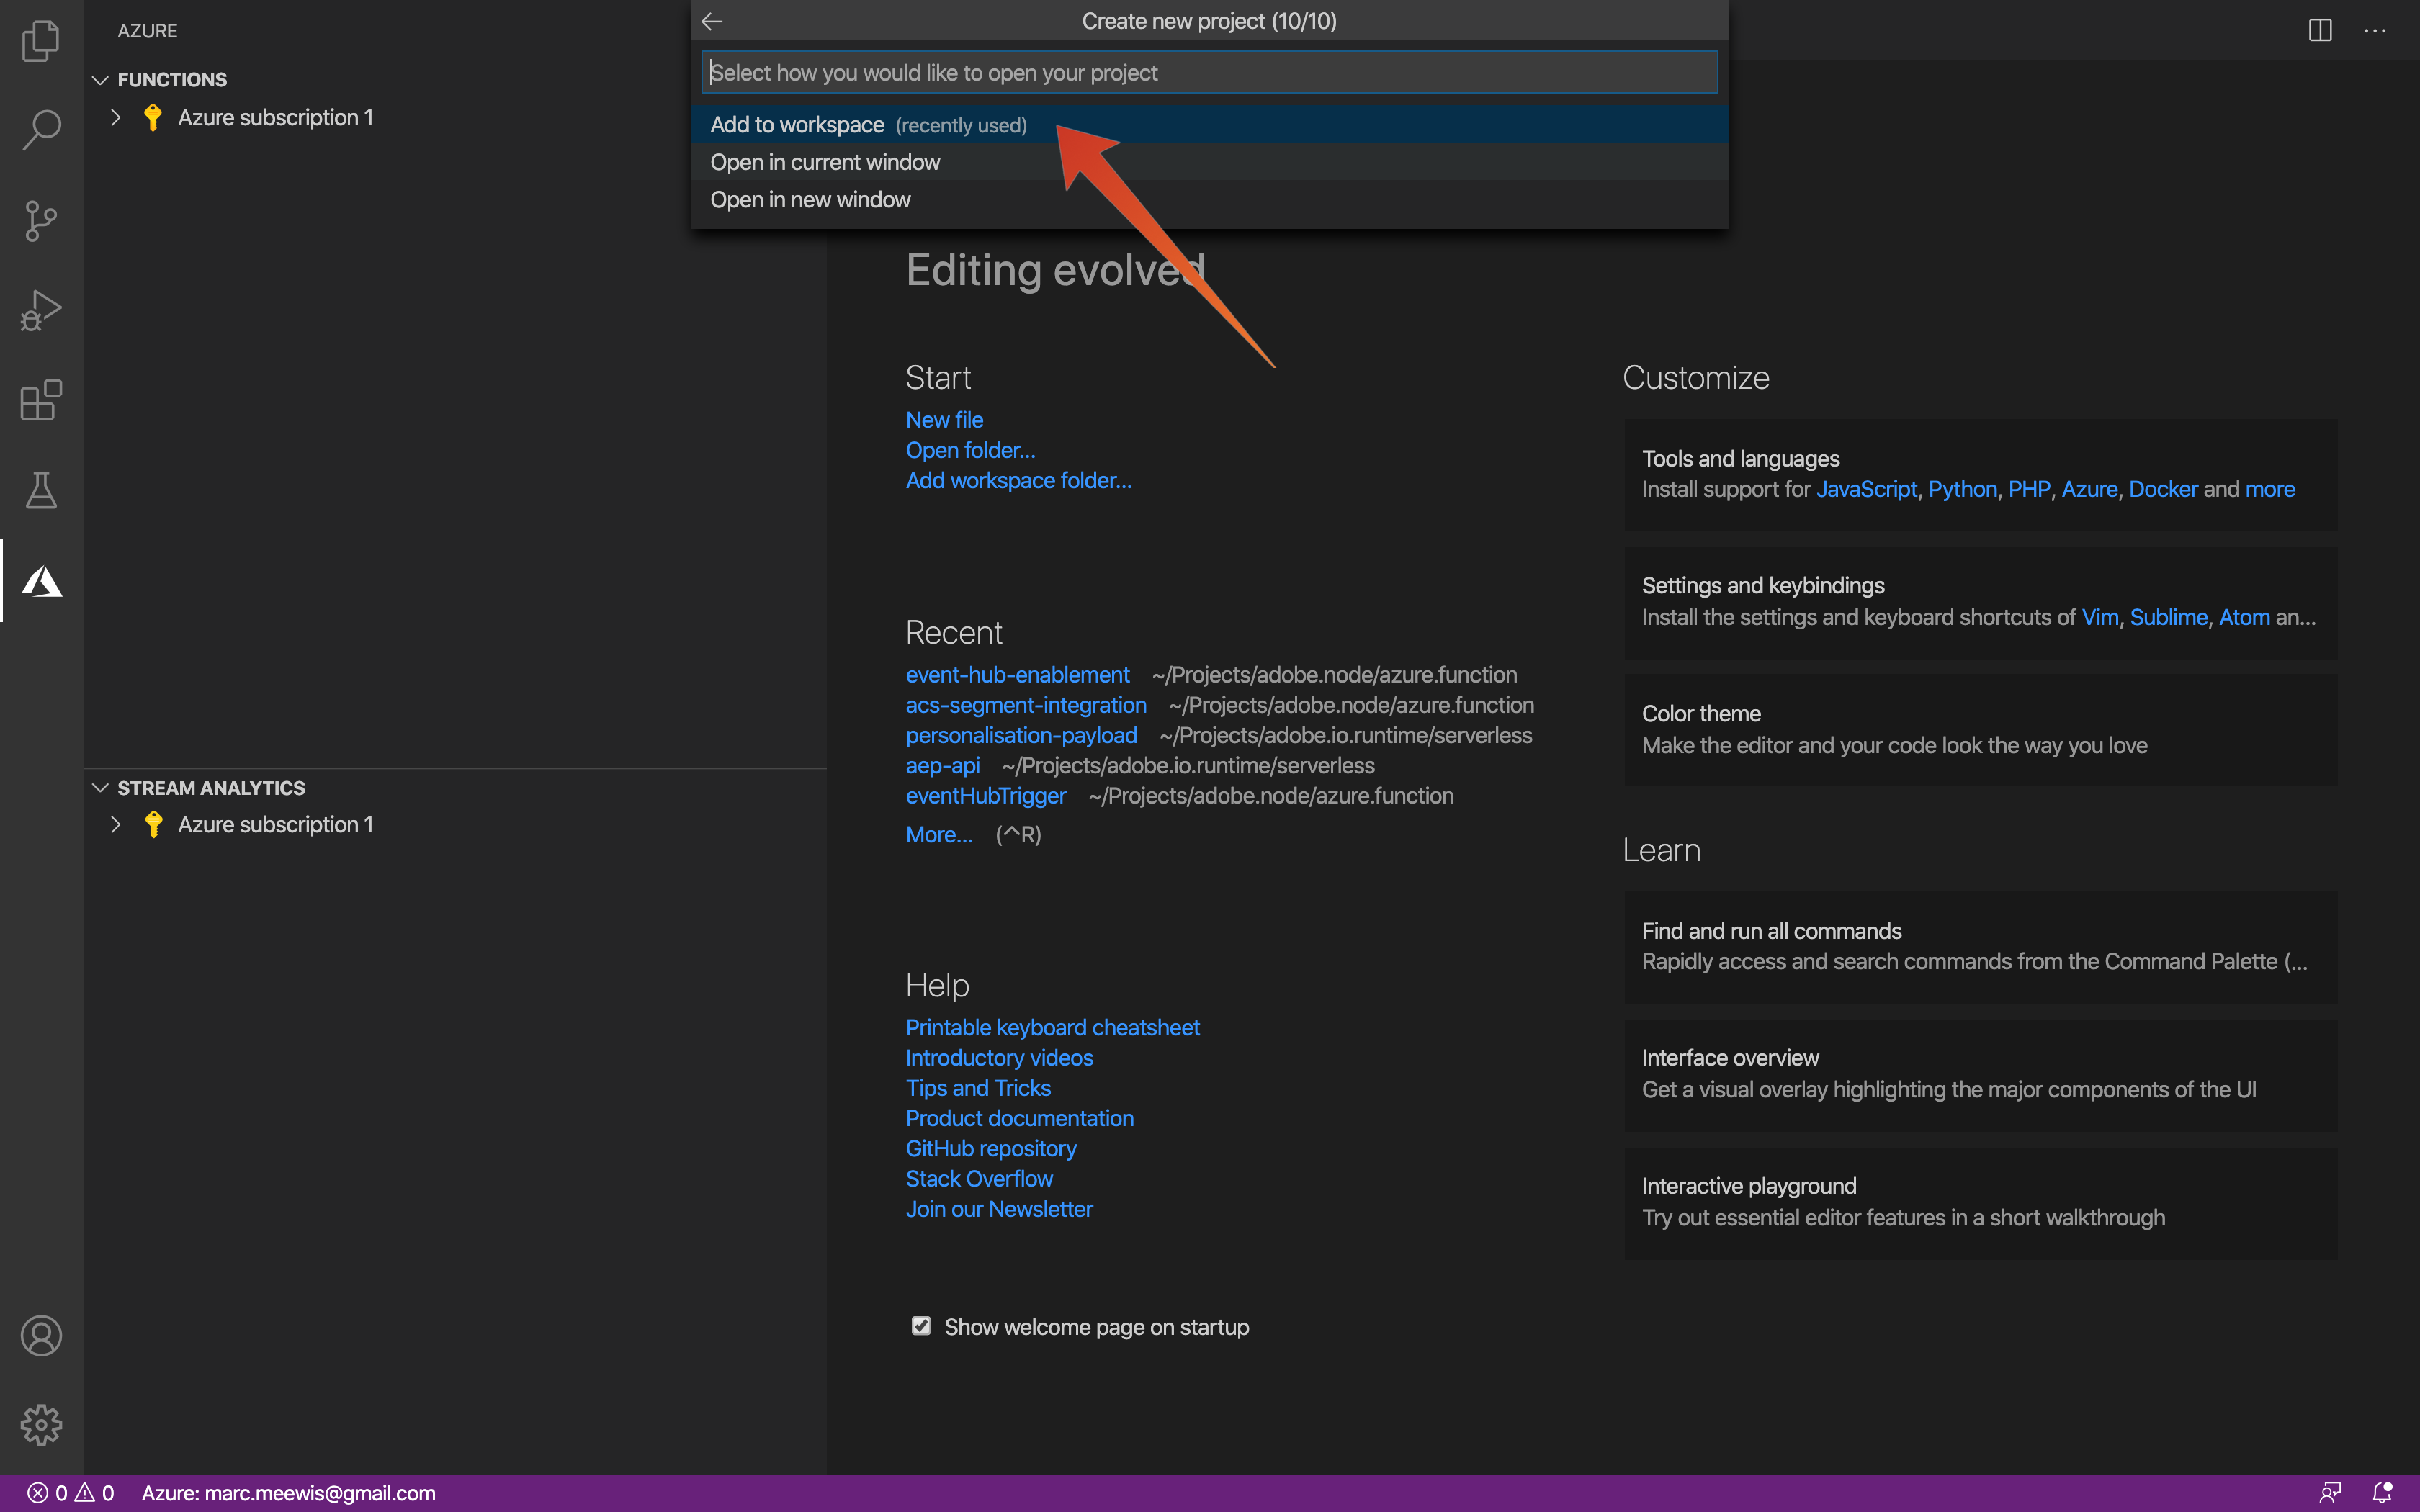 AZURE
FUNCTIONS
Azure subscription 1
STREAM ANALYTICS
Azure subscription 1
Create new project (10/10)
Select how you would like to open your project
Add to workspace (recently used)
Open in current window
Open in new window
Editing evolved
Start
New file
Open folder...
Add workspace folder...
Recent
event-hub-enablement ~/Projects/adobe.node/azure.function
acs-segment-integration ~/Projects/adobe.node/azure.function
personalisation-payload ~/Projects/adobe.io.runtime/serverless
aep-api ~/Projects/adobe.io.runtime/serverless
eventHubTrigger ~/Projects/adobe.node/azure.function
More... (^R)
Help
Printable keyboard cheatsheet
Introductory videos
Tips and Tricks
Product documentation
GitHub repository
Stack Overflow
Join our Newsletter
Show welcome page on startup
Customize
Tools and languages
Install support for JavaScript, Python, PHP, Azure, Docker and more
Settings and keybindings
Install the settings and keyboard shortcuts of Vim, Sublime, Atom an...
Color theme
Make the editor and your code look the way you love
Learn
Find and run all commands
Rapidly access and search commands from the Command Palette (...
Interface overview
Get a visual overlay highlighting the major components of the UI
Interactive playground
Try out essential editor features in a short walkthrough
0 0 Azure: marc.meewis@gmail.com